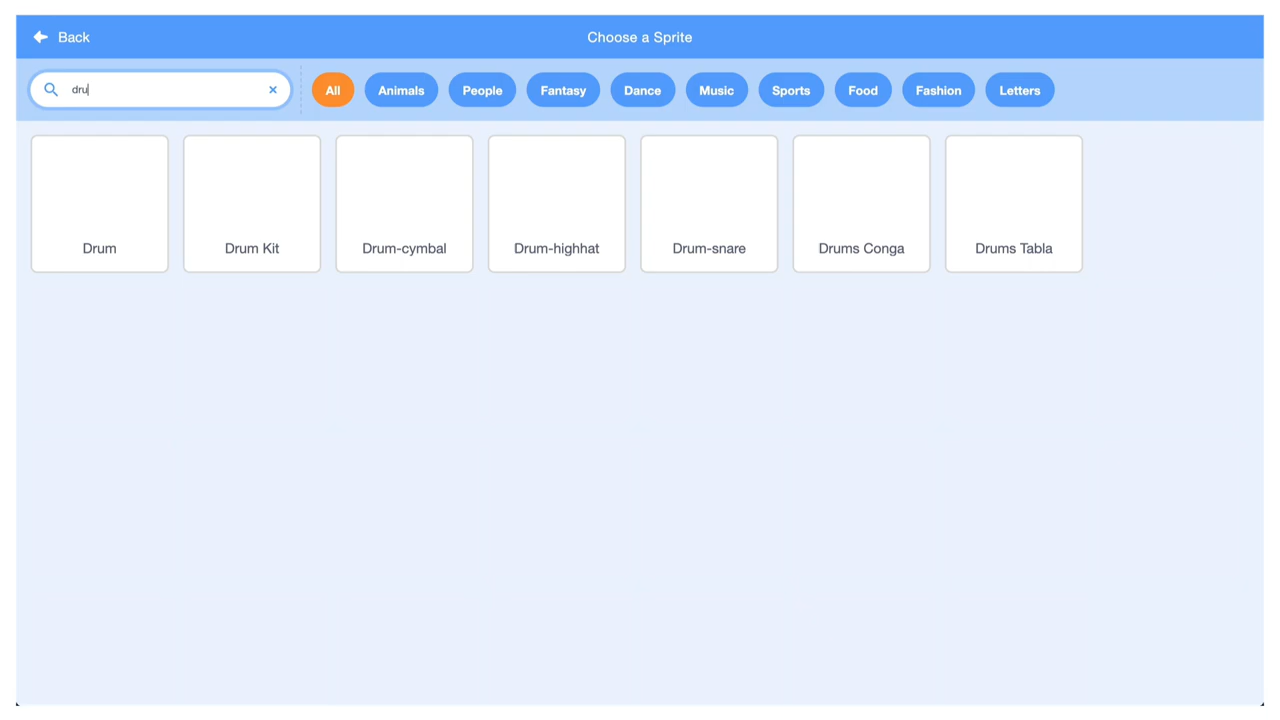 Back
Choose a Sprite
dru
All
Animals
People
Fantasy
Dance
Music
Sports
Food
Fashion
Letters
Drum
Drum Kit
Drum-cymbal
Drum-highhat
Drum-snare
Drums Conga
Drums Tabla